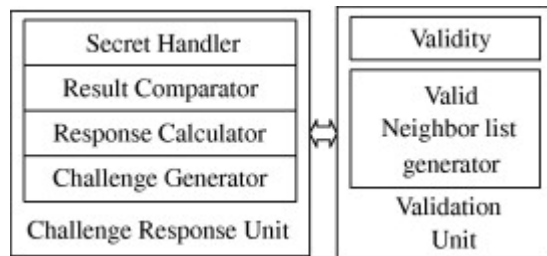 Secret Handler
Result Comparator
Response Calculator
Challenge Generator
Challenge Response Unit
Validity
Valid
Neighbor list
generator
Validation
Unit